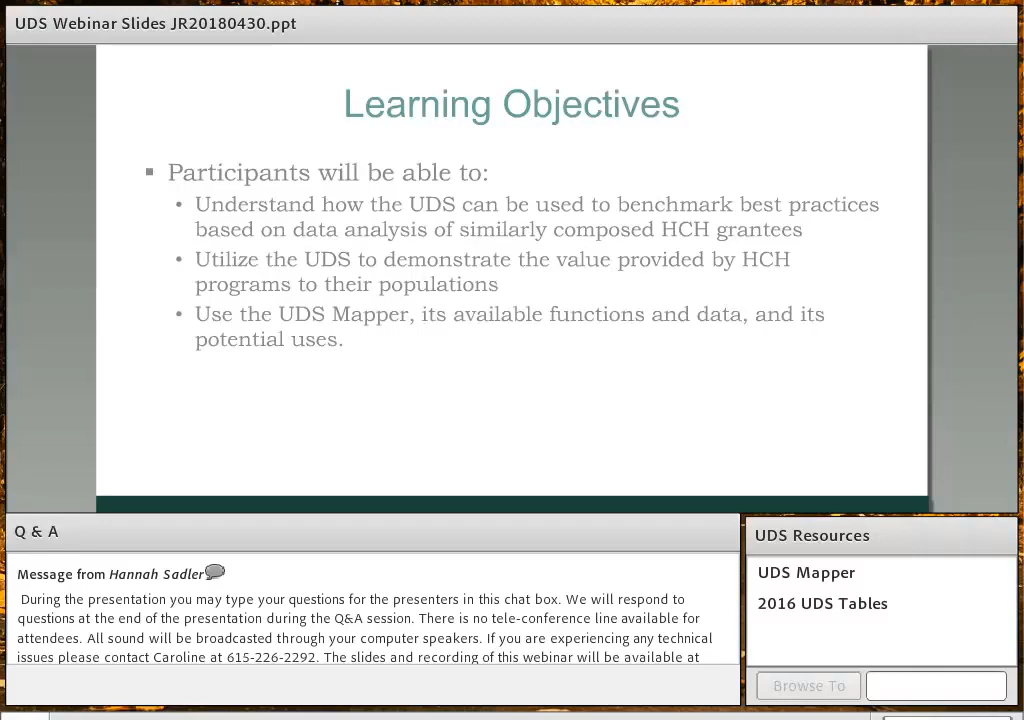 UDS Webinar Slides JR20180430.ppt
Learning Objectives
▪ Participants will be able to:
• Understand how the UDS can be used to benchmark best practices
based on data analysis of similarly composed HCH grantees
• Utilize the UDS to demonstrate the value provided by HCH
programs to their populations
• Use the UDS Mapper, its available functions and data, and its
potential uses.
Q & A
Message from Hannah Sadler
During the presentation you may type your questions for the presenters in this chat box. We will respond to
questions at the end of the presentation during the Q&A session. There is no tele-conference line available for
attendees. All sound will be broadcasted through your computer speakers. If you are experiencing any technical
issues please contact Caroline at 615-226-2292. The slides and recording of this webinar will be available at
UDS Resources
UDS Mapper
2016 UDS Tables
Browse To